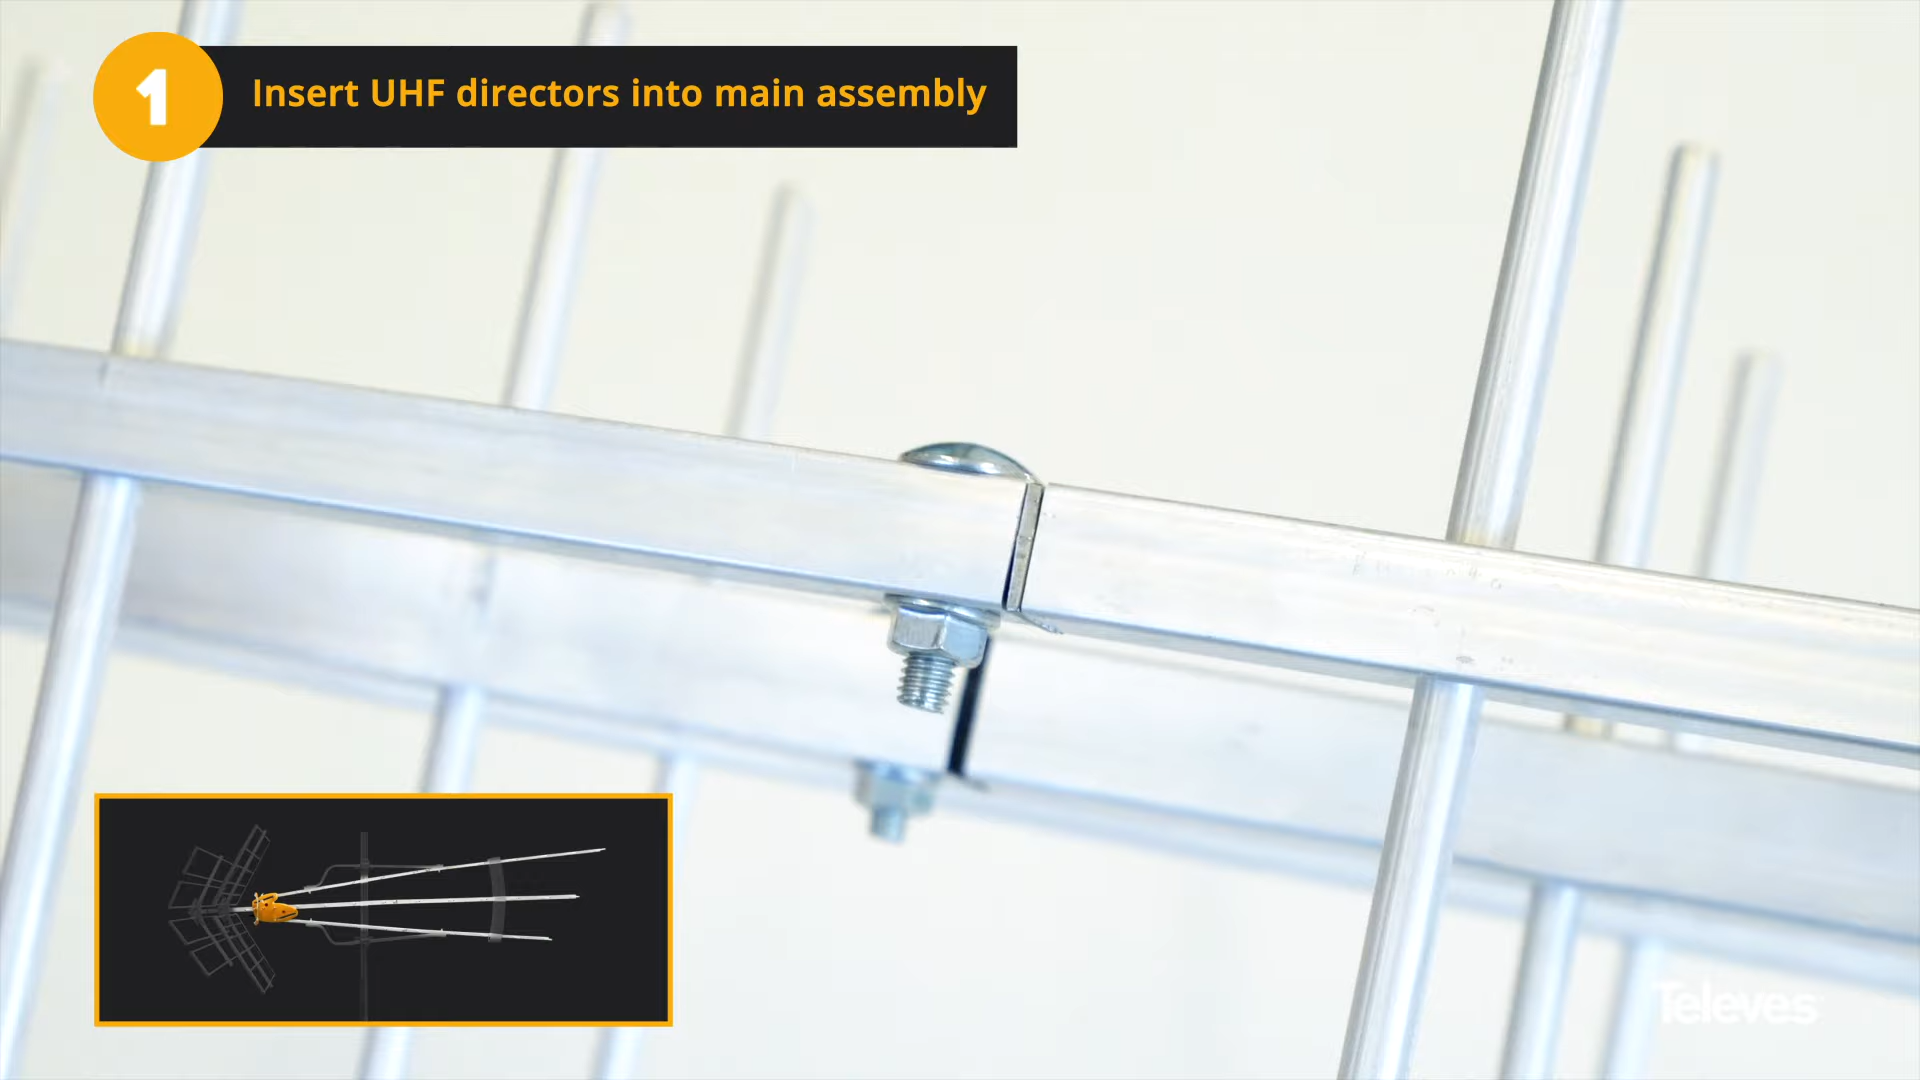 1
Insert UHF directors into main assembly
Televes